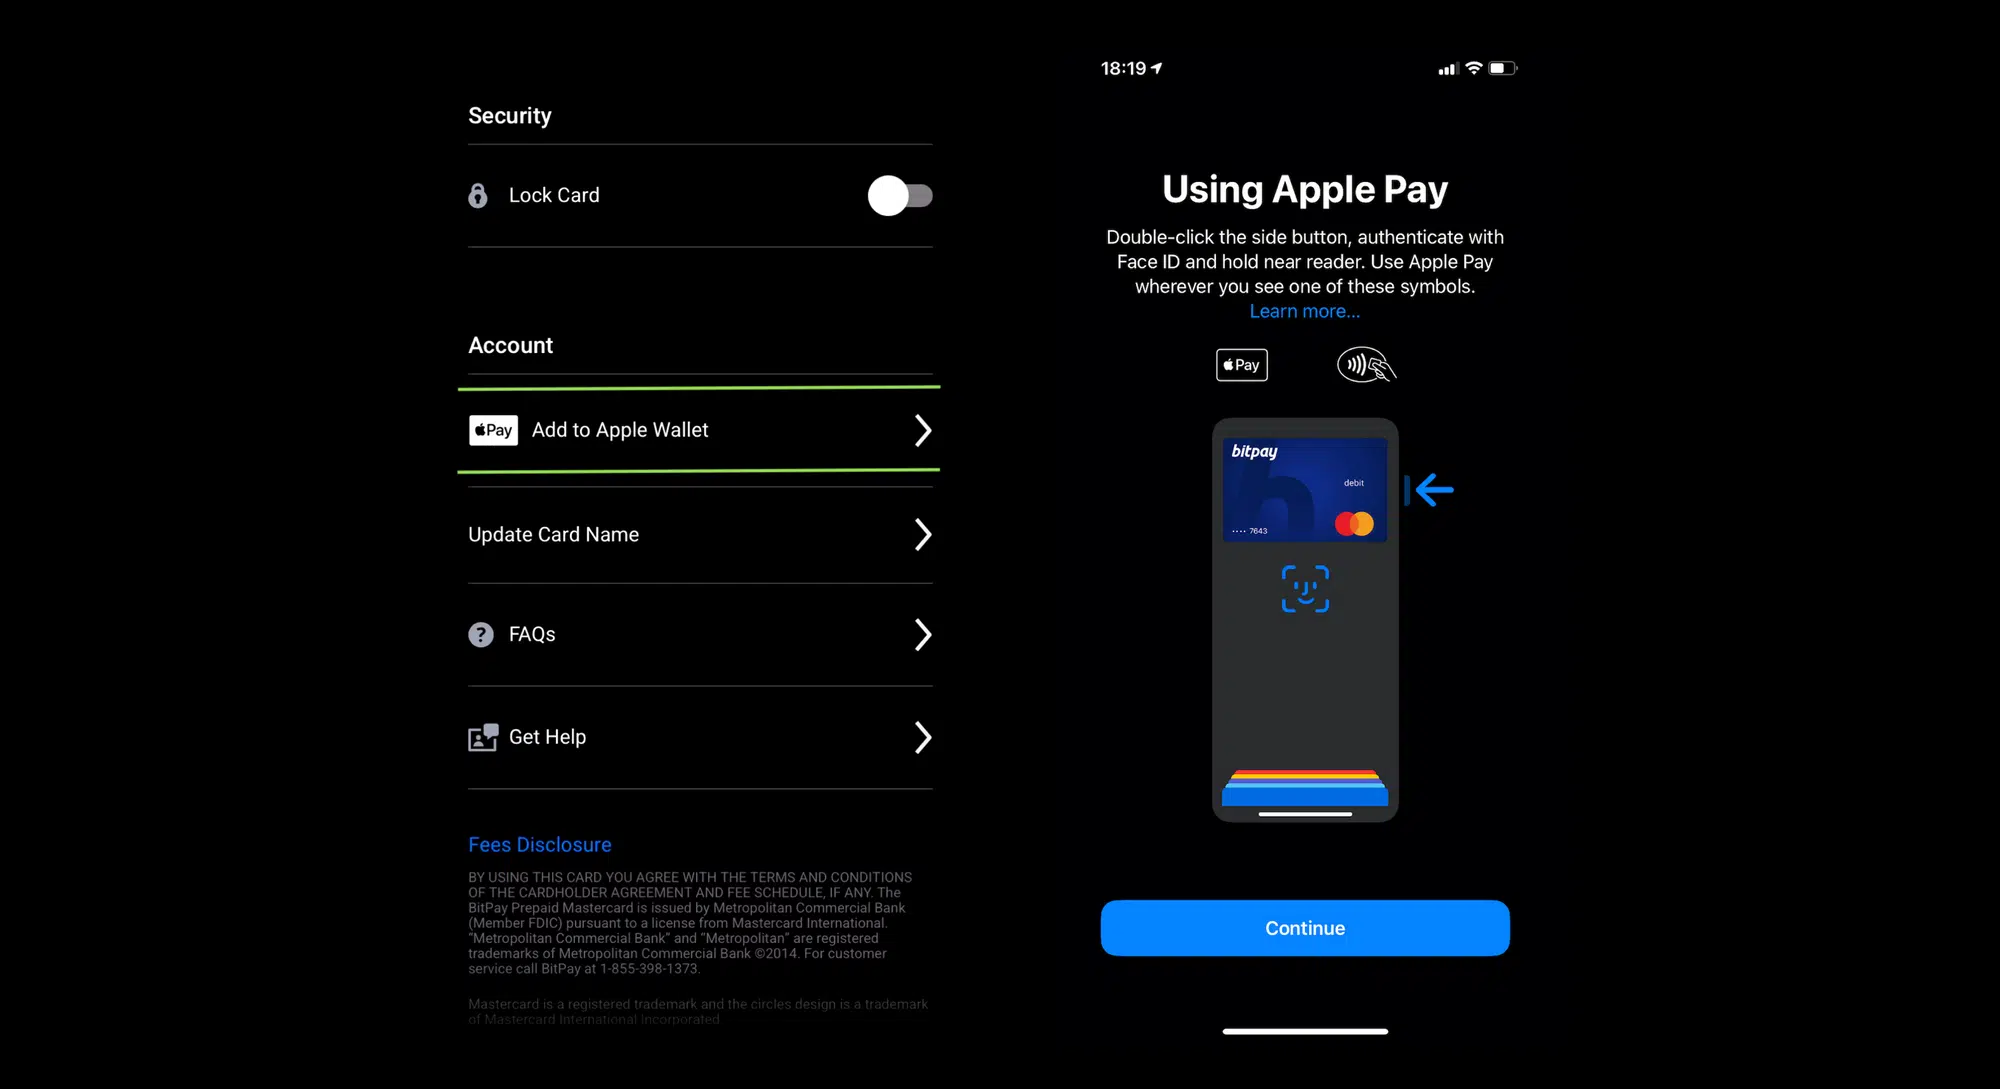 Security
Lock Card
Account
Pay Add to Apple Wallet
Update Card Name
? FAQs
Get Help
Fees Disclosure
BY USING THIS CARD YOU AGREE WITH THE TERMS AND CONDITIONS
OF THE CARDHOLDER AGREEMENT AND FEE SCHEDULE, IF ANY. The
BitPay Prepaid Mastercard is issued by Metropolitan Commercial Bank
(Member FDIC) pursuant to a license from Mastercard International.
“Metropolitan Commercial Bank” and “Metropolitan” are registered
trademarks of Metropolitan Commercial Bank ©2014. For customer
service call BitPay at 1-855-398-1373.
Mastercard is a registered trademark and the circles design is a trademark
of Mastercard International Incorporated
18:19
Using Apple Pay
Double-click the side button, authenticate with
Face ID and hold near reader. Use Apple Pay
wherever you see one of these symbols.
Learn more...
Pay
bitpay
debit
···· 7643
Continue